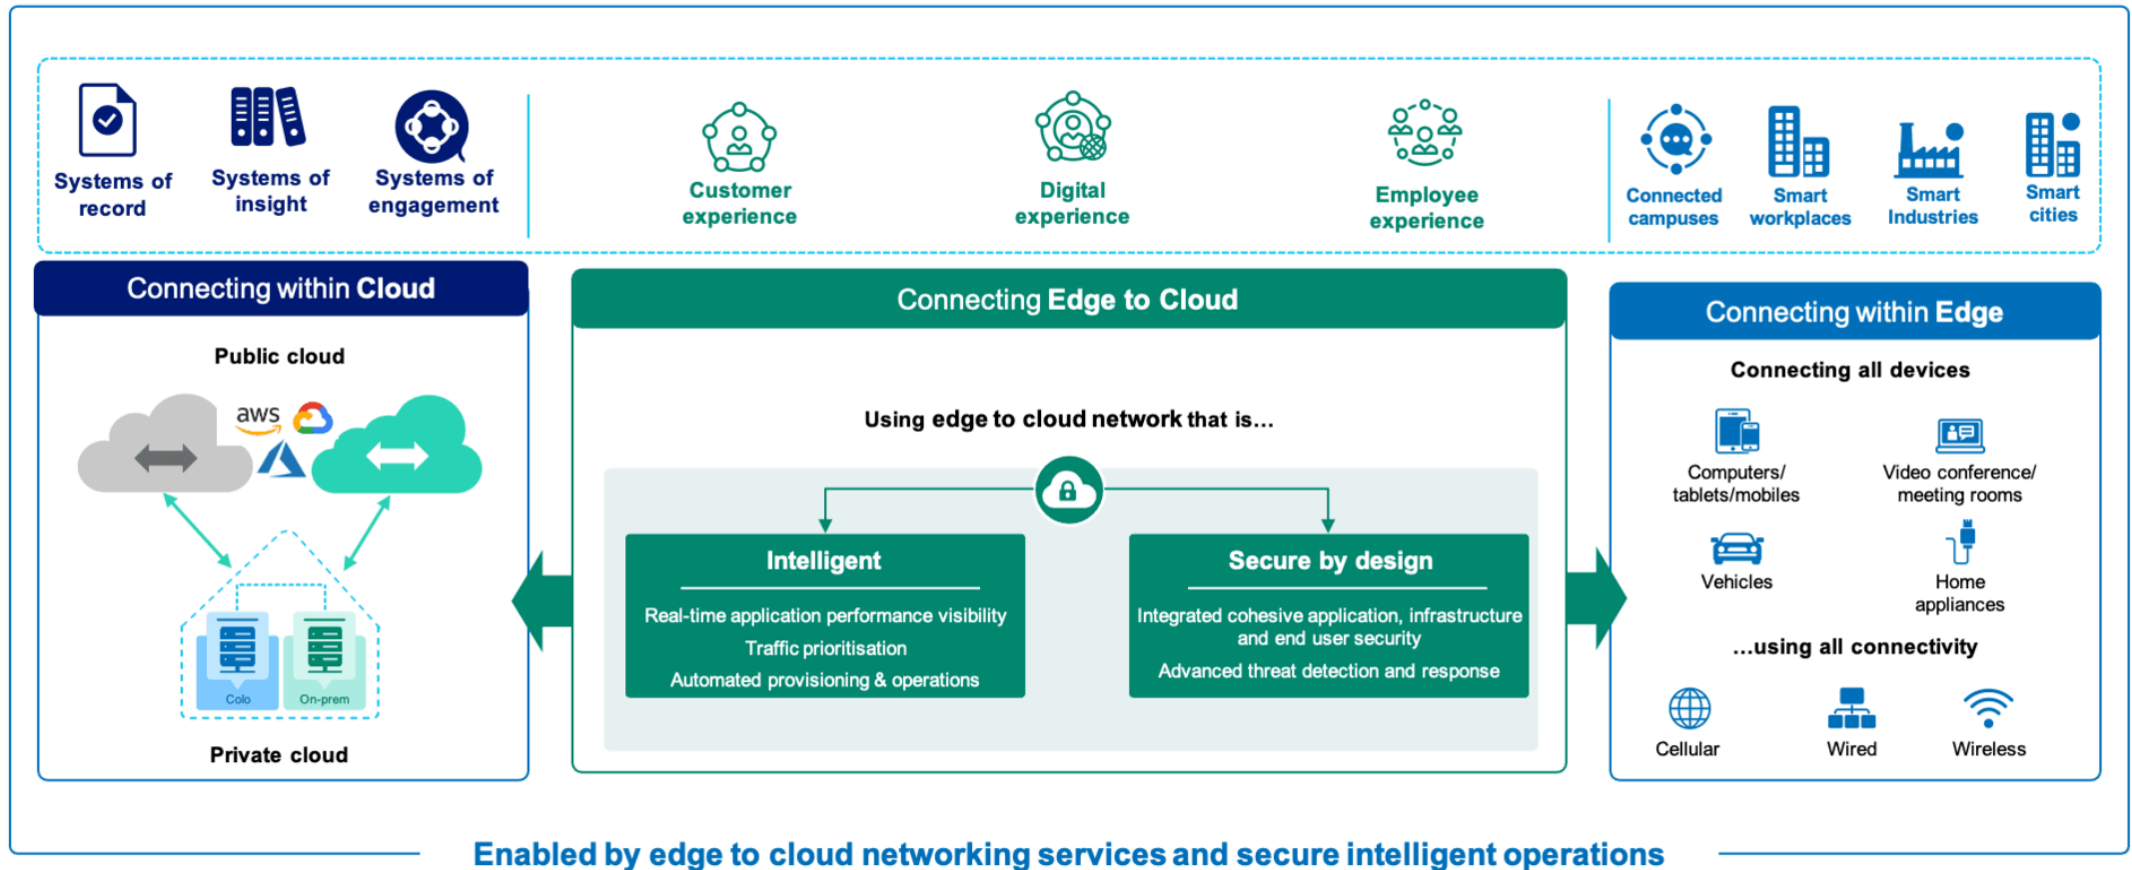 Systems of
record
Systems of
insight
Systems of
engagement
Customer
experience
Digital
experience
Employee
experience
Connected
campuses
Smart
workplaces
Smart
Industries
Smart
cities
Connecting within Cloud
Public cloud
aws
Colo
On-prem
Private cloud
Connecting Edge to Cloud
Using edge to cloud network that is...
Intelligent
Real-time application performance visibility
Traffic prioritisation
Automated provisioning & operations
Secure by design
Integrated cohesive application, infrastructure
and end user security
Advanced threat detection and response
Connecting within Edge
Connecting all devices
Computers/
tablets/mobiles
Video conference/
meeting rooms
Vehicles
Home
appliances
...using all connectivity
Cellular
Wired
Wireless
Enabled by edge to cloud networking services and secure intelligent operations